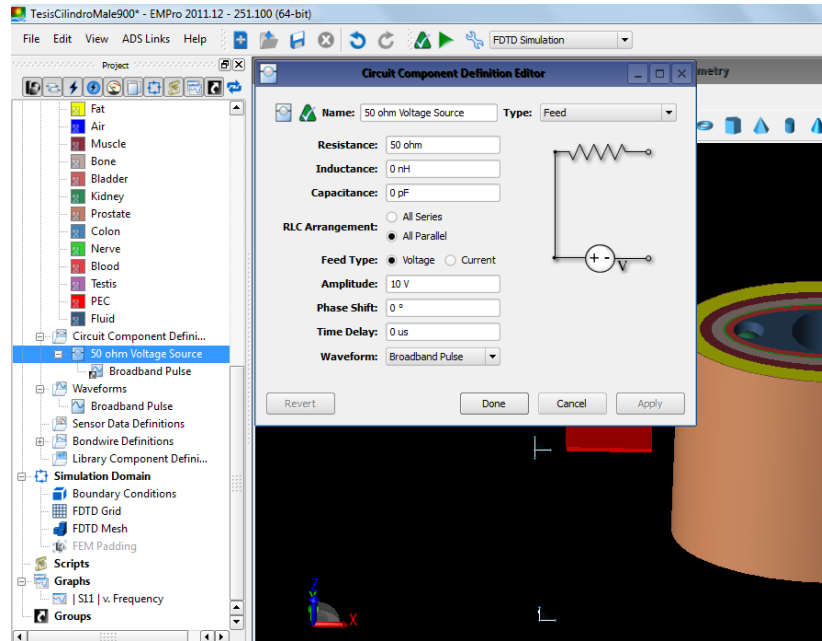 TesisCilindroMale900* - EMPro 2011.12 - 251.100 (64-bit)
File Edit View ADS Links Help FDTD Simulation
Project
Fat
Air
Muscle
Bone
Bladder
Kidney
Prostate
Colon
Nerve
Blood
Testis
PEC
Fluid
Circuit Component Defini...
50 ohm Voltage Source
Broadband Pulse
Waveforms
Broadband Pulse
Sensor Data Definitions
Bondwire Definitions
Library Component Defini...
Simulation Domain
Boundary Conditions
FDTD Grid
FDTD Mesh
FEM Padding
Scripts
Graphs
| S11 | v. Frequency
Groups
Circuit Component Definition Editor
metry
Name: 50 ohm Voltage Source Type: Feed
Resistance: 50 ohm
Inductance: 0 nH
Capacitance: 0 pF
RLC Arrangement: All Series
All Parallel
Feed Type: Voltage Current
Amplitude: 10 V
Phase Shift: 0 °
Time Delay: 0 us
Waveform: Broadband Pulse
+ - V
Revert Done Cancel Apply
Z
X